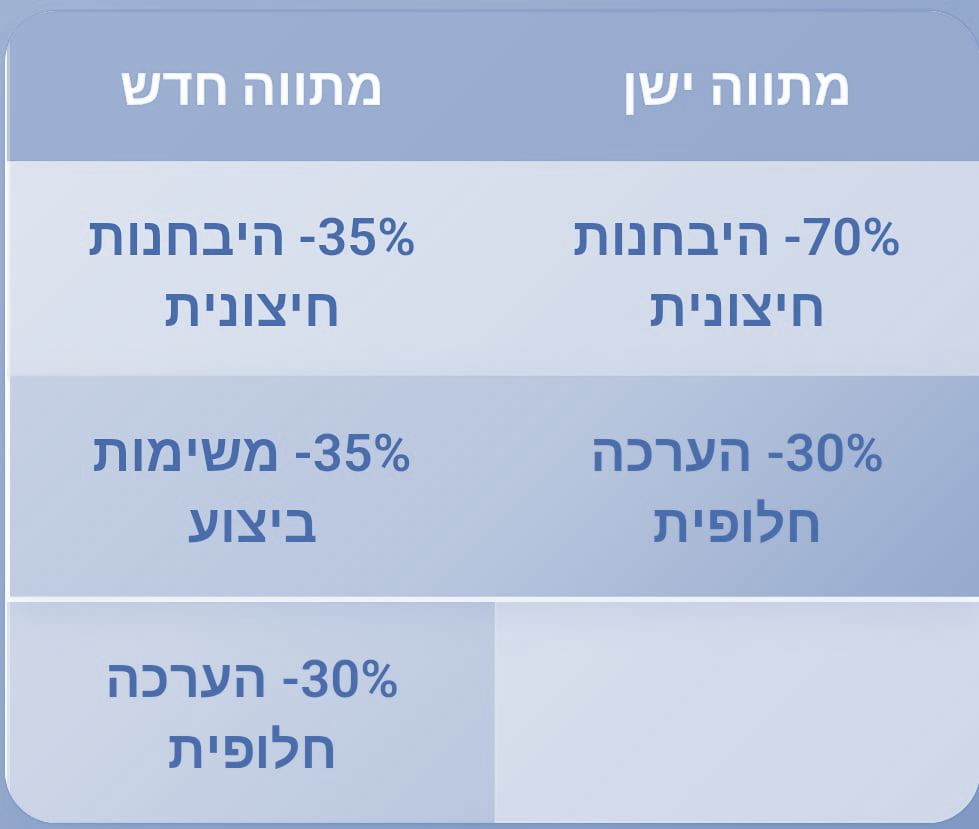 מתווה ישן
מתווה חדש
70%- היבחנות
חיצונית
35%- היבחנות
חיצונית
30%- הערכה
חלופית
35%- משימות
ביצוע
30%- הערכה
חלופית